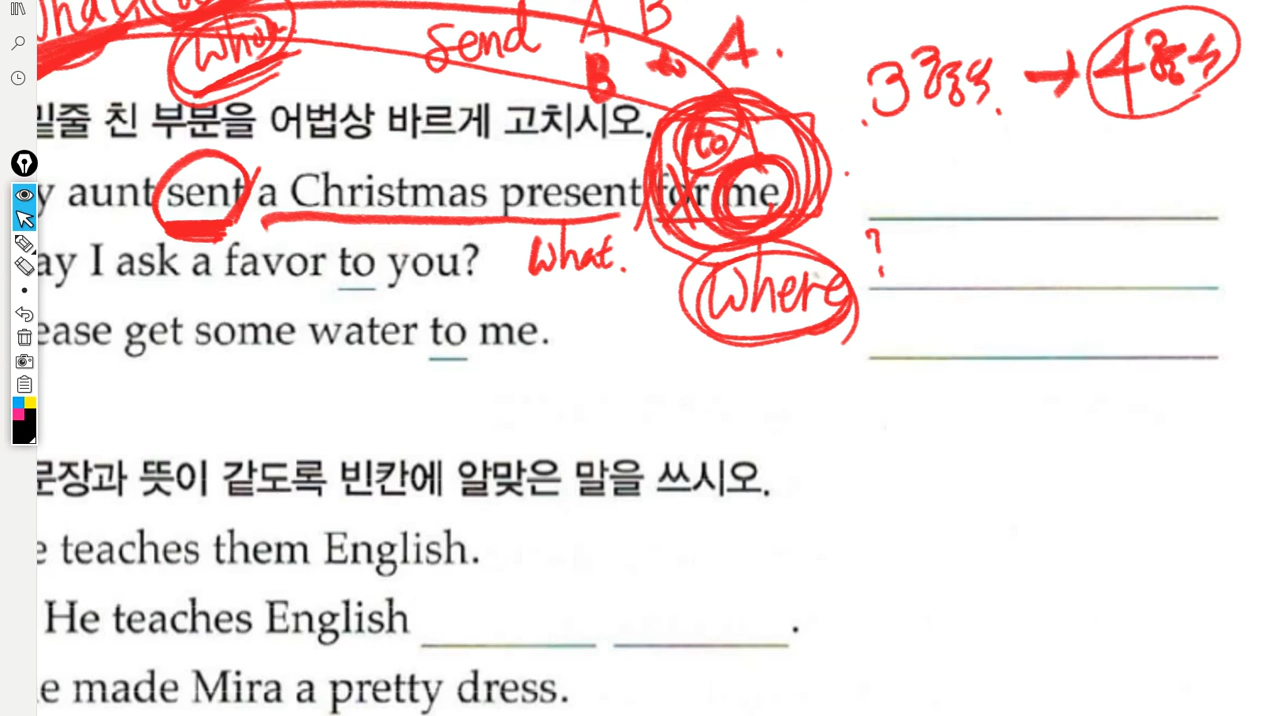 what
send A B
B to A.
3형식 → 4형식
밑줄 친 부분을 어법상 바르게 고치시오.
to
y aunt sent a Christmas present for me
what.
ay I ask a favor to you?
?
where
ease get some water to me.
문장과 뜻이 같도록 빈칸에 알맞은 말을 쓰시오.
e teaches them English.
He teaches English .
e made Mira a pretty dress.